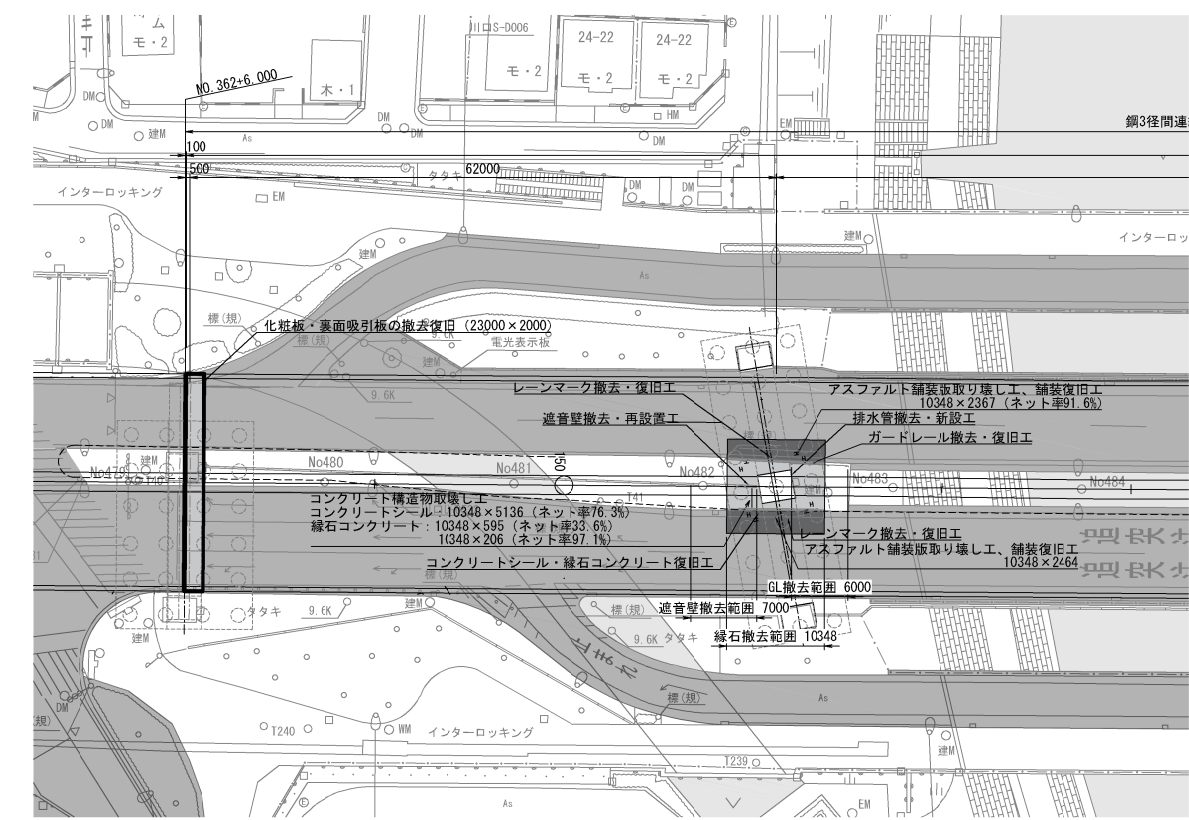 ム
モ・2
川口S-D006
モ・2
24-22
モ・2
24-22
モ・2
木・1
NO.362+6.000
DM
DM
建M
As
DM
DM
HM
DM
EM
鋼3径間連
100
500
62000
タタキ
DM
DM
インターロッキング
EM
建M
インターロッ
建M
As
標(規)
化粧板・裏面吸引板の撤去復旧 (23000×2000)
標(規)
9.6K
電光表示板
建M
9.6K
レーンマーク撤去・復旧工
アスファルト舗装版取り壊し工、舗装復旧工
10348×2367 (ネット率91.6%)
遮音壁撤去・再設置工
排水管撤去・新設工
ガードレール撤去・復旧工
建M
No479
No480
No481
150
No482
建M
No483
No484
T41
コンクリート構造物取壊し工
コンクリートシール：10348×5136 (ネット率76.3%)
縁石コンクリート：10348×595 (ネット率33.6%)
10348×206 (ネット率97.1%)
コンクリートシール・縁石コンクリート復旧工
レーンマーク撤去・復旧工
アスファルト舗装版取り壊し工、舗装復旧工
10348×2464
標(規)
GL撤去範囲 6000
遮音壁撤去範囲 7000
縁石撤去範囲 10348
タタキ
9.6K
建M
建M
標(規)
9.6K
タタキ
止まれ
DM
規)
標(規)
As
T240
WM
インターロッキング
建M
T239
E
As
EM